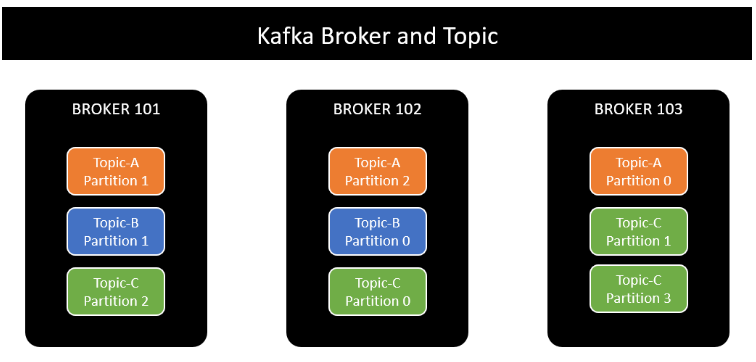 Kafka Broker and Topic
BROKER 101
Topic-A
Partition 1
Topic-B
Partition 1
Topic-C
Partition 2
BROKER 102
Topic-A
Partition 2
Topic-B
Partition 0
Topic-C
Partition 0
BROKER 103
Topic-A
Partition 0
Topic-C
Partition 1
Topic-C
Partition 3